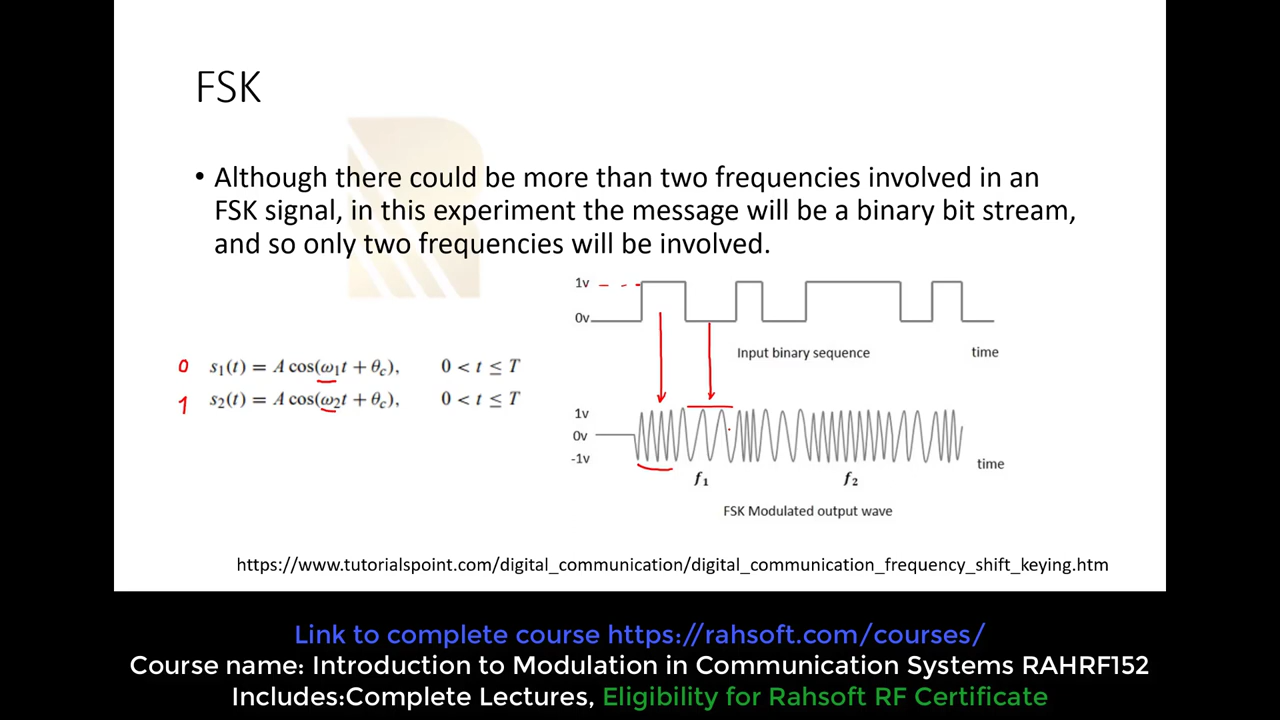 FSK
• Although there could be more than two frequencies involved in an
FSK signal, in this experiment the message will be a binary bit stream,
and so only two frequencies will be involved.
1v
0v
Input binary sequence
time
0 s₁(t) = A cos(ω₁t + θc), 0 < t ≤ T
1 s₂(t) = A cos(ω₂t + θc), 0 < t ≤ T
1v
0v
-1v
time
f₁ f₂
FSK Modulated output wave
https://www.tutorialspoint.com/digital_communication/digital_communication_frequency_shift_keying.htm
Link to complete course https://rahsoft.com/courses/
Course name: Introduction to Modulation in Communication Systems RAHRF152
Includes:Complete Lectures, Eligibility for Rahsoft RF Certificate